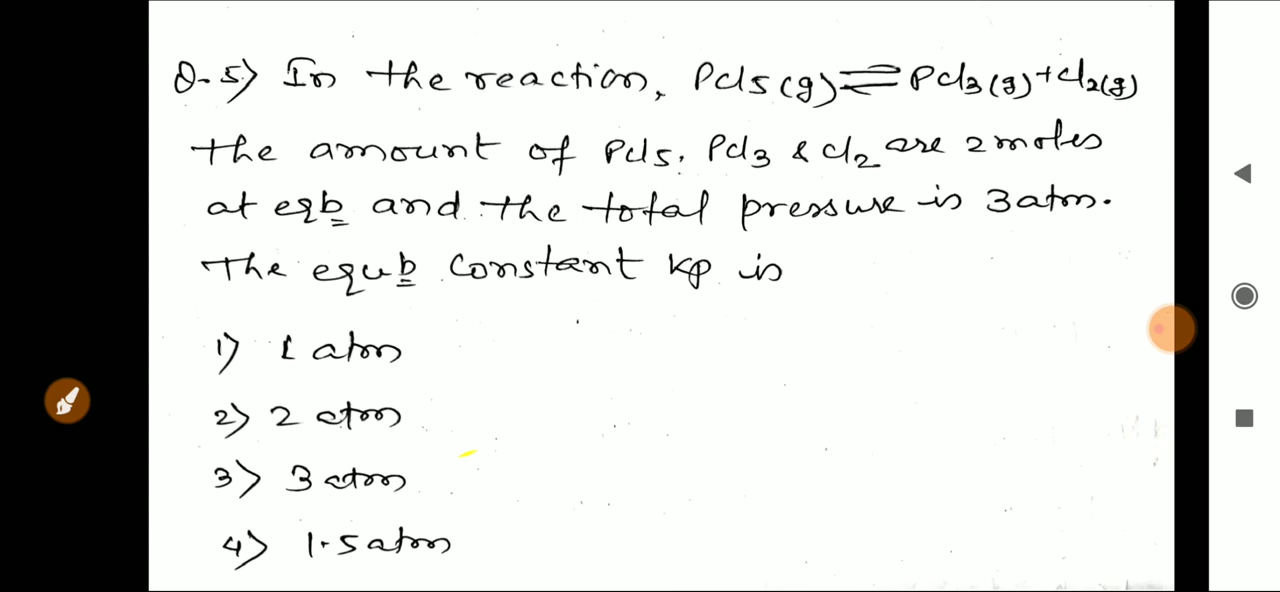 Q-5) In the reaction, PCl5(g) ⇌ PCl3(g)+Cl2(g)
the amount of PCl5, PCl3 & Cl2 are 2 moles
at eqb and the total pressure is 3 atm.
The equb constant Kp is
1) 1 atm
2) 2 atm
3) 3 atm
4) 1.5 atm